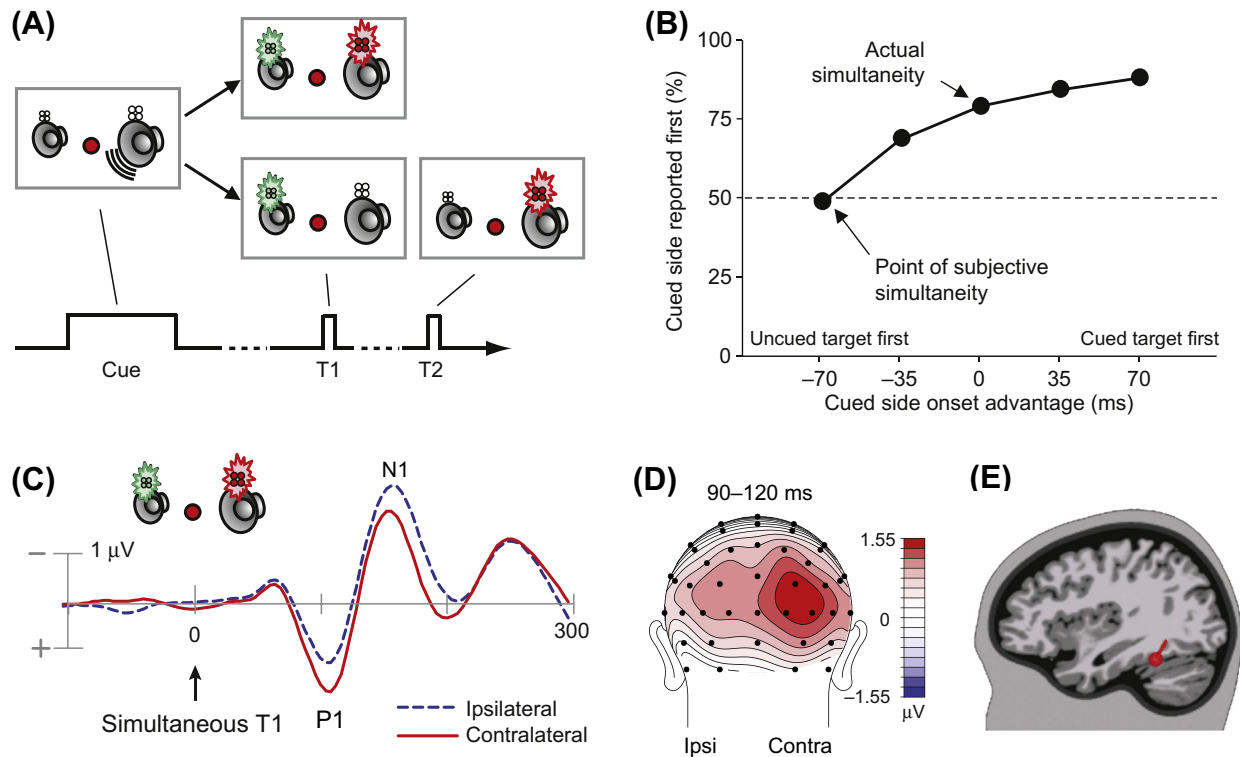 (A)
Cue
T1
T2
(B)
Cued side reported first (%)
100
75
50
25
0
Actual
simultaneity
Point of subjective
simultaneity
Uncued target first
Cued target first
–70
–35
0
35
70
Cued side onset advantage (ms)
(C)
N1
–
1 µV
+
0
300
Simultaneous T1
P1
Ipsilateral
Contralateral
(D)
90–120 ms
1.55
0
–1.55
µV
Ipsi
Contra
(E)